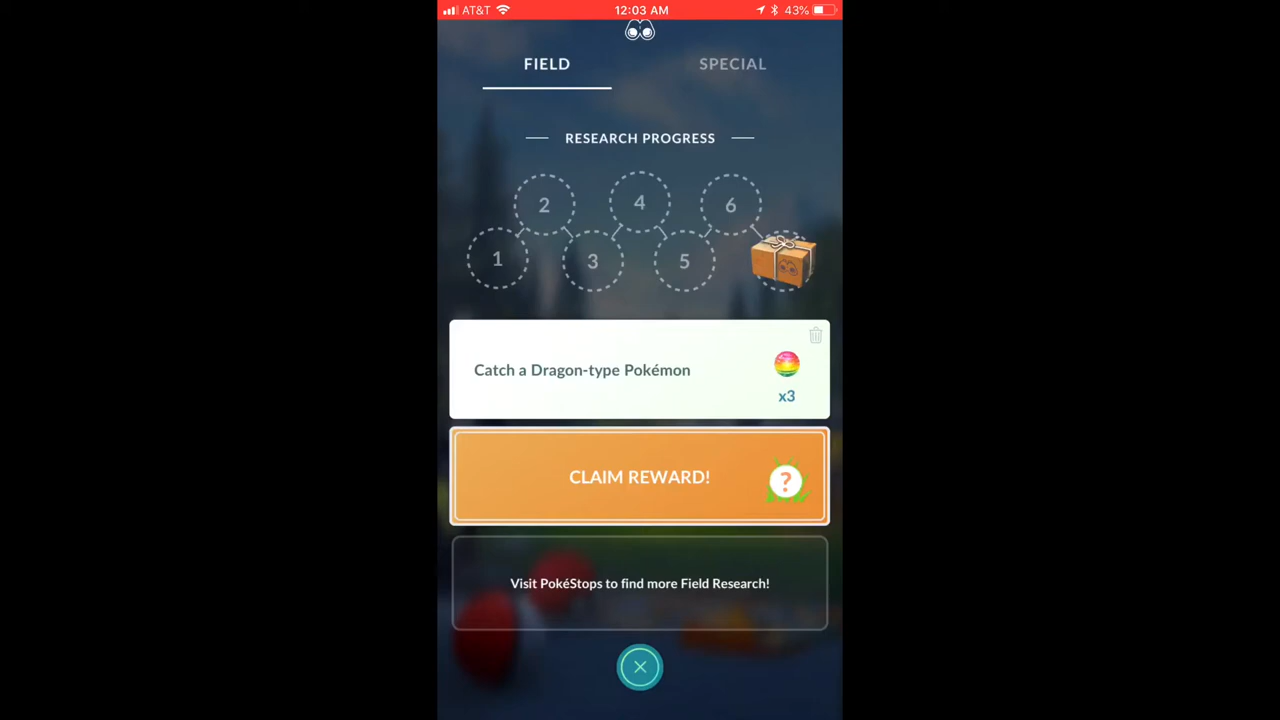 AT&T 12:03 AM 43%
FIELD SPECIAL
RESEARCH PROGRESS
2 4 6
1 3 5
Catch a Dragon-type Pokémon
x3
CLAIM REWARD! ?
Visit PokéStops to find more Field Research!